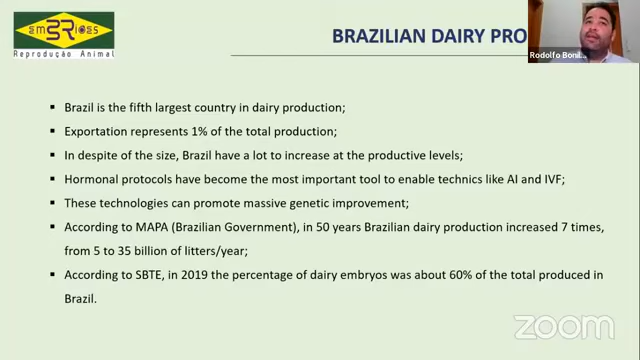 EMBRIÕES
Reprodução Animal
BRAZILIAN DAIRY PRO
Rodolfo Boni
Brazil is the fifth largest country in dairy production;
Exportation represents 1% of the total production;
In despite of the size, Brazil have a lot to increase at the productive levels;
Hormonal protocols have become the most important tool to enable technics like AI and IVF;
These technologies can promote massive genetic improvement;
According to MAPA (Brazilian Government), in 50 years Brazilian dairy production increased 7 times,
from 5 to 35 billion of litters/year;
According to SBTE, in 2019 the percentage of dairy embryos was about 60% of the total produced in
Brazil.
zoom